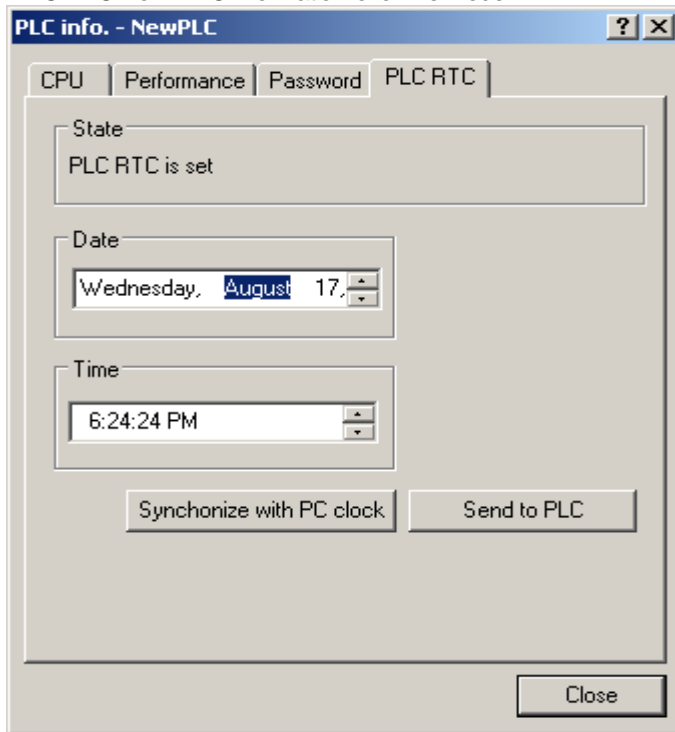 PLC info. - NewPLC
CPU Performance Password PLC RTC
State
PLC RTC is set
Date
Wednesday, August 17,
Time
6:24:24 PM
Synchonize with PC clock Send to PLC
Close